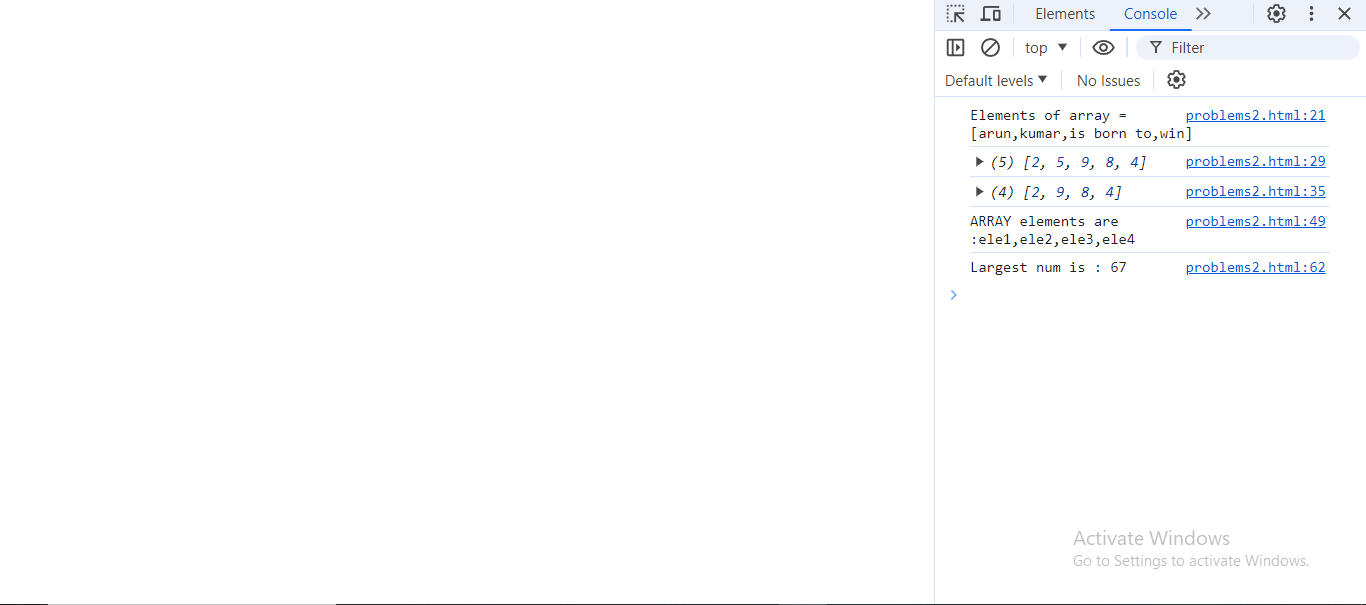 Elements Console
top Filter
Default levels No Issues
Elements of array = problems2.html:21
[arun,kumar,is born to,win]
(5) [2, 5, 9, 8, 4] problems2.html:29
(4) [2, 9, 8, 4] problems2.html:35
ARRAY elements are problems2.html:49
:ele1,ele2,ele3,ele4
Largest num is : 67 problems2.html:62
Activate Windows
Go to Settings to activate Windows.